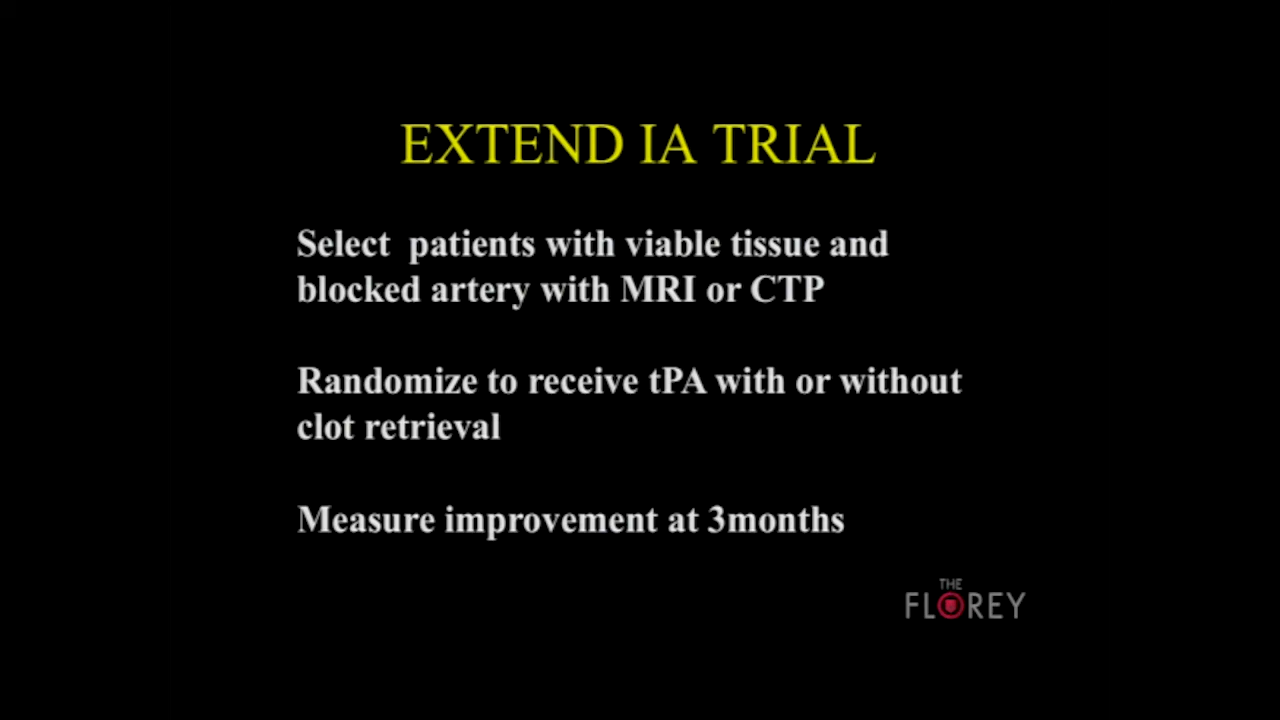 EXTEND IA TRIAL
Select  patients with viable tissue and
blocked artery with MRI or CTP
Randomize to receive tPA with or without
clot retrieval
Measure improvement at 3months
THE
FLOREY